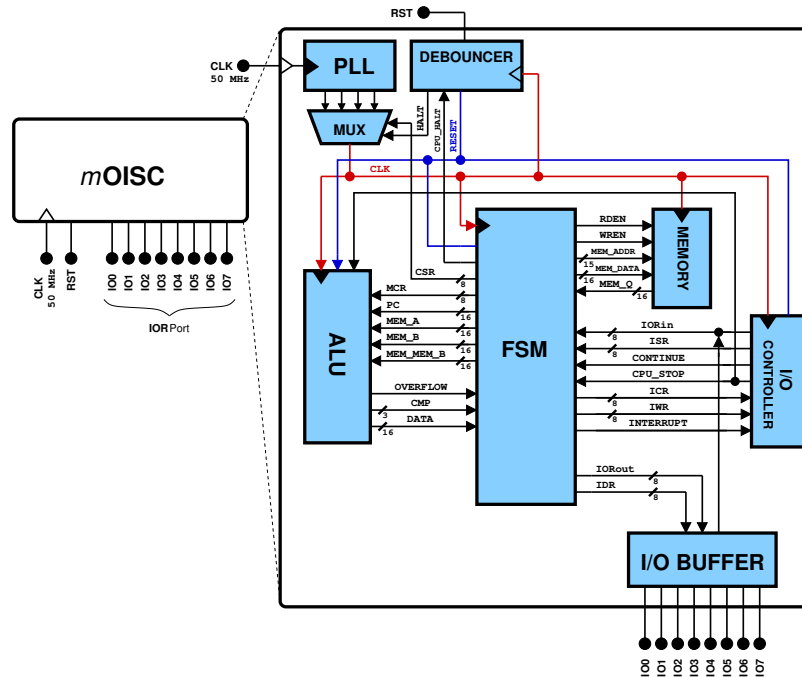 RST
CLK
50 MHz
PLL
DEBOUNCER
MUX
HALT
CPU_HALT
RESET
CLK
mOISC
CLK
50 MHz
RST
IO0
IO1
IO2
IO3
IO4
IO5
IO6
IO7
IOR Port
CSR
8
MCR
8
PC
16
MEM_A
16
MEM_B
16
MEM_MEM_B
16
OVERFLOW
CMP
3
DATA
16
ALU
FSM
RDEN
WREN
MEM_ADDR
15
MEM_DATA
16
MEM_Q
16
MEMORY
IORin
8
ISR
8
CONTINUE
CPU_STOP
ICR
8
IWR
8
INTERRUPT
I/O
CONTROLLER
IORout
8
IDR
8
I/O BUFFER
IO0
IO1
IO2
IO3
IO4
IO5
IO6
IO7